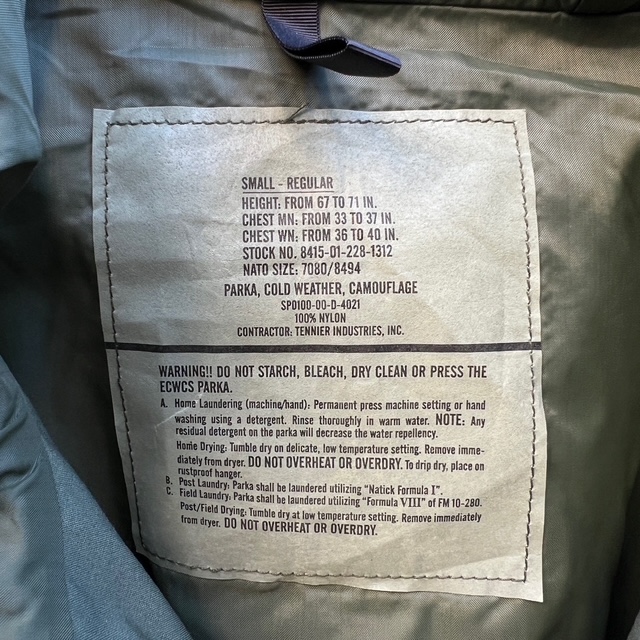 SMALL - REGULAR
HEIGHT: FROM 67 TO 71 IN.
CHEST MN: FROM 33 TO 37 IN.
CHEST WN: FROM 36 TO 40 IN.
STOCK NO. 8415-01-228-1312
NATO SIZE: 7080/8494
PARKA, COLD WEATHER, CAMOUFLAGE
SPO100-00-D-4021
100% NYLON
CONTRACTOR: TENNIER INDUSTRIES, INC.
WARNING!! DO NOT STARCH, BLEACH, DRY CLEAN OR PRESS THE
ECWCS PARKA.
A. Home Laundering (machine/hand): Permanent press machine setting or hand
washing using a detergent. Rinse thoroughly in warm water. NOTE: Any
residual detergent on the parka will decrease the water repellency.
Home Drying: Tumble dry on delicate, low temperature setting. Remove imme-
diately from dryer. DO NOT OVERHEAT OR OVERDRY. To drip dry, place on
rustproof hanger.
B. Post Laundry: Parka shall be laundered utilizing "Natick Formula I".
C. Field Laundry: Parka shall be laundered utilizing "Formula VIII" of FM 10-280.
Post/Field Drying: Tumble dry at low temperature setting. Remove immediately
from dryer. DO NOT OVERHEAT OR OVERDRY.